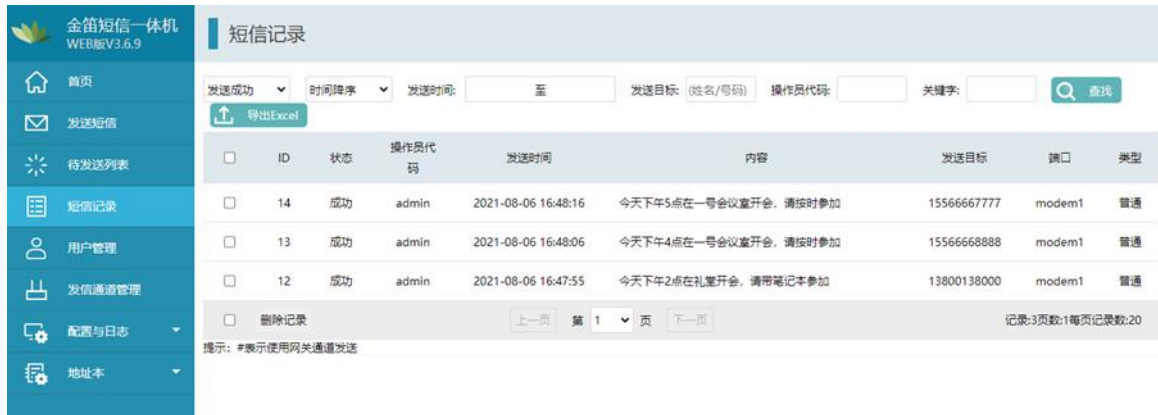 金笛短信一体机
WEB版V3.6.9
首页
发送短信
待发送列表
短信记录
用户管理
发信通道管理
配置与日志
地址本
短信记录
发送成功 时间降序 发送时间: 至 发送目标: (姓名/号码) 操作员代码: 关键字: 查找
导出Excel
ID 状态 操作员代码 发送时间 内容 发送目标 端口 类型
14 成功 admin 2021-08-06 16:48:16 今天下午5点在一号会议室开会，请按时参加 15566667777 modem1 普通
13 成功 admin 2021-08-06 16:48:06 今天下午4点在一号会议室开会，请按时参加 15566668888 modem1 普通
12 成功 admin 2021-08-06 16:47:55 今天下午2点在礼堂开会，请带笔记本参加 13800138000 modem1 普通
删除记录 上一页 第 1 页 下一页 记录:3页数:1每页记录数:20
提示：#表示使用网关通道发送